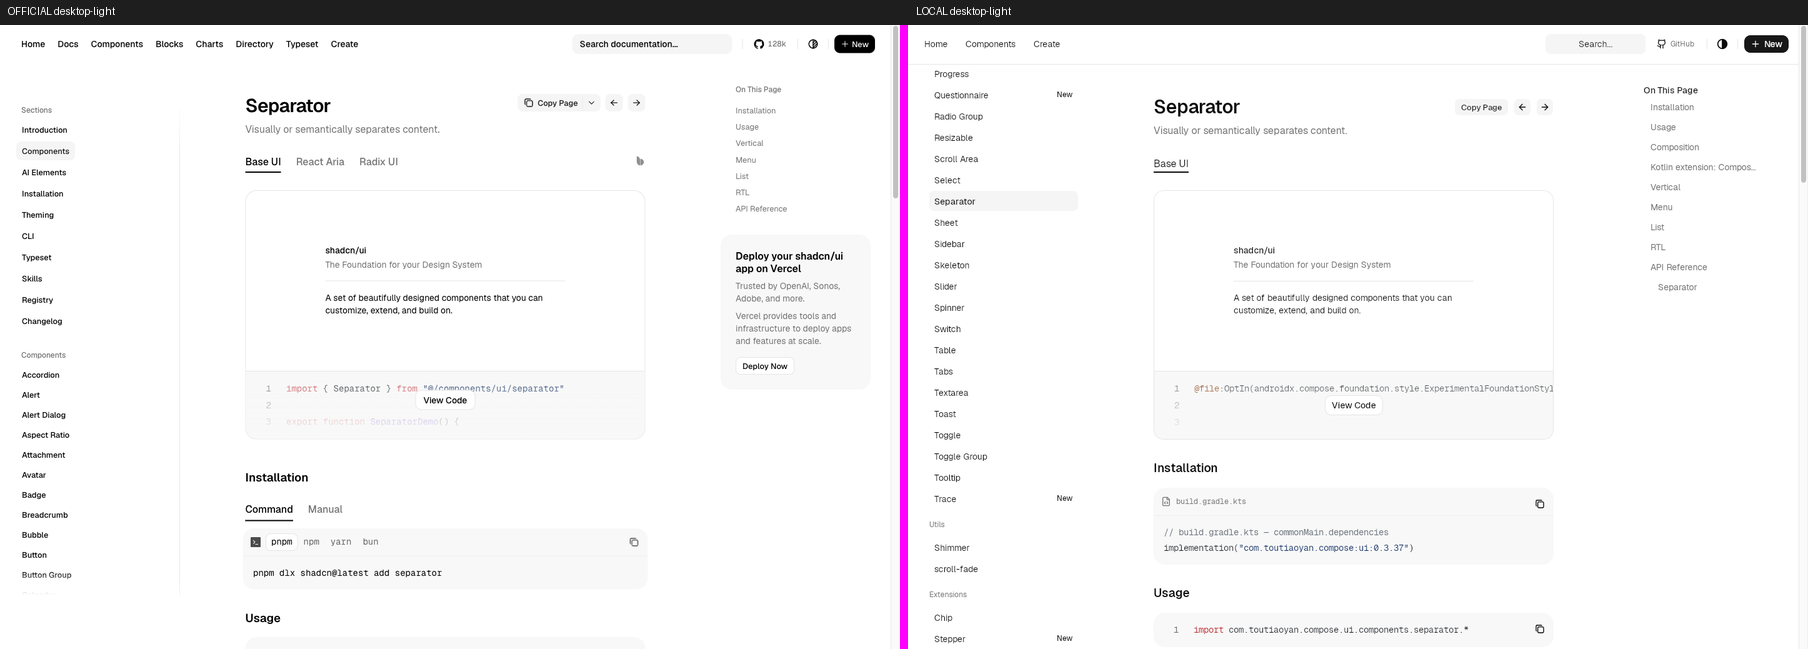 OFFICIAL desktop-light
Home Docs Components Blocks Charts Directory Typeset Create
Search documentation...
128k
+ New
Sections
Introduction
Components
AI Elements
Installation
Theming
CLI
Typeset
Skills
Registry
Changelog
Components
Accordion
Alert
Alert Dialog
Aspect Ratio
Attachment
Avatar
Badge
Breadcrumb
Bubble
Button
Button Group
Separator
Copy Page
Visually or semantically separates content.
Base UI React Aria Radix UI
shadcn/ui
The Foundation for your Design System
A set of beautifully designed components that you can
customize, extend, and build on.
1 import { Separator } from "@/components/ui/separator"
2
View Code
3 export function SeparatorDemo() {
Installation
Command Manual
pnpm npm yarn bun
pnpm dlx shadcn@latest add separator
Usage
On This Page
Installation
Usage
Vertical
Menu
List
RTL
API Reference
Deploy your shadcn/ui
app on Vercel
Trusted by OpenAI, Sonos,
Adobe, and more.
Vercel provides tools and
infrastructure to deploy apps
and features at scale.
Deploy Now
LOCAL desktop-light
Home Components Create
Search...
GitHub
+ New
Progress
Questionnaire New
Radio Group
Resizable
Scroll Area
Select
Separator
Sheet
Sidebar
Skeleton
Slider
Spinner
Switch
Table
Tabs
Textarea
Toast
Toggle
Toggle Group
Tooltip
Trace New
Utils
Shimmer
scroll-fade
Extensions
Chip
Stepper New
Separator
Copy Page
Visually or semantically separates content.
Base UI
shadcn/ui
The Foundation for your Design System
A set of beautifully designed components that you can
customize, extend, and build on.
1 @file:OptIn(androidx.compose.foundation.style.ExperimentalFoundationStyl
2
View Code
3
Installation
build.gradle.kts
// build.gradle.kts — commonMain.dependencies
implementation("com.toutiaoyan.compose:ui:0.3.37")
Usage
1 import com.toutiaoyan.compose.ui.components.separator.*
On This Page
Installation
Usage
Composition
Kotlin extension: Compos...
Vertical
Menu
List
RTL
API Reference
Separator